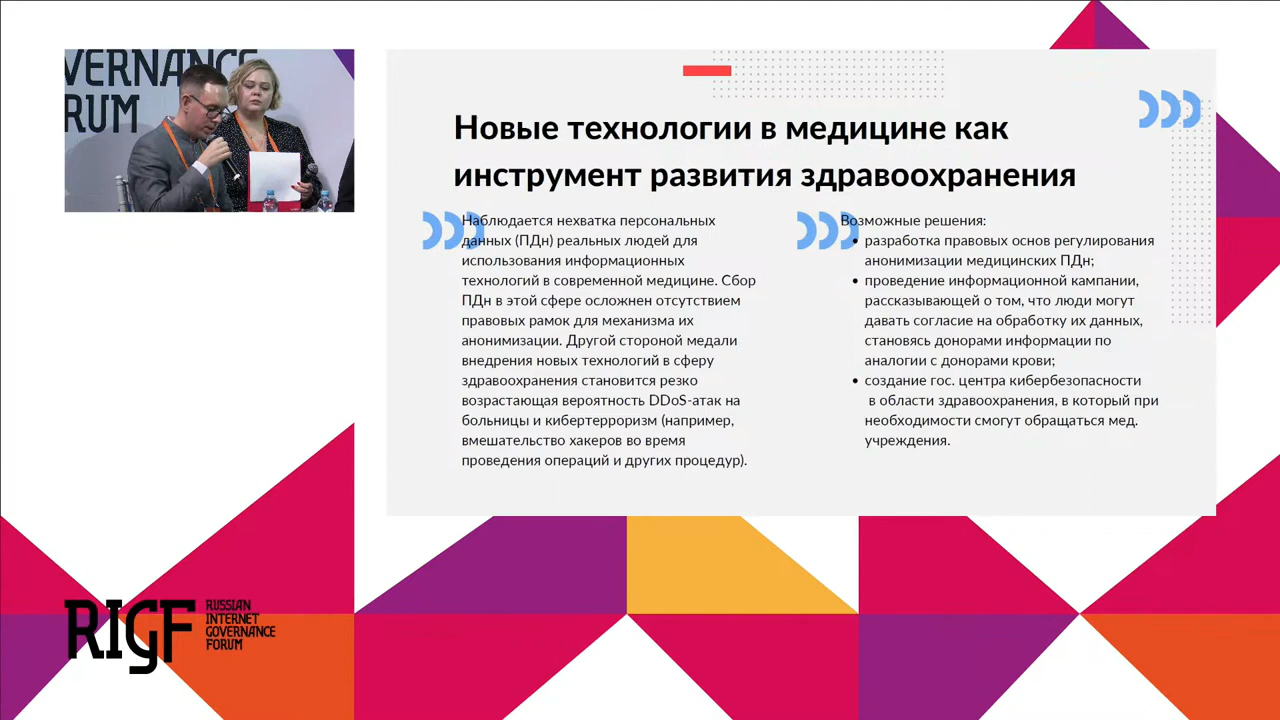 VERNANCE
FORUM
Новые технологии в медицине как
инструмент развития здравоохранения
Наблюдается нехватка персональных
данных (ПДн) реальных людей для
использования информационных
технологий в современной медицине. Сбор
ПДн в этой сфере осложнен отсутствием
правовых рамок для механизма их
анонимизации. Другой стороной медали
внедрения новых технологий в сферу
здравоохранения становится резко
возрастающая вероятность DDoS-атак на
больницы и кибертерроризм (например,
вмешательство хакеров во время
проведения операций и других процедур).
Возможные решения:
• разработка правовых основ регулирования
анонимизации медицинских ПДн;
• проведение информационной кампании,
рассказывающей о том, что люди могут
давать согласие на обработку их данных,
становясь донорами информации по
аналогии с донорами крови;
• создание гос. центра кибербезопасности
в области здравоохранения, в который при
необходимости смогут обращаться мед.
учреждения.
RIGF
RUSSIAN
INTERNET
GOVERNANCE
FORUM